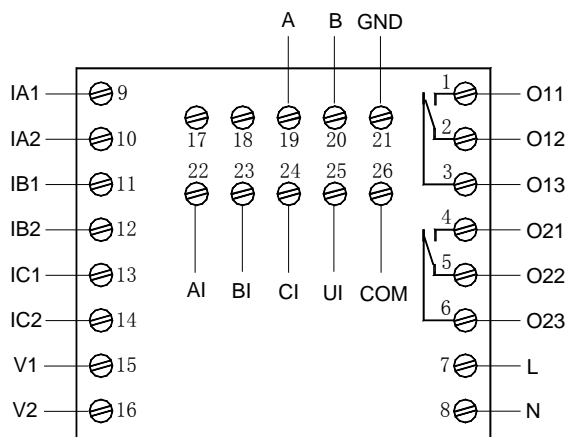 A B GND
IA1 9 1 O11
IA2 10 17 18 19 20 21 2 O12
IB1 11 22 23 24 25 26 3 O13
IB2 12 4 O21
IC1 13 AI BI CI UI COM 5 O22
IC2 14 6 O23
V1 15 7 L
V2 16 8 N